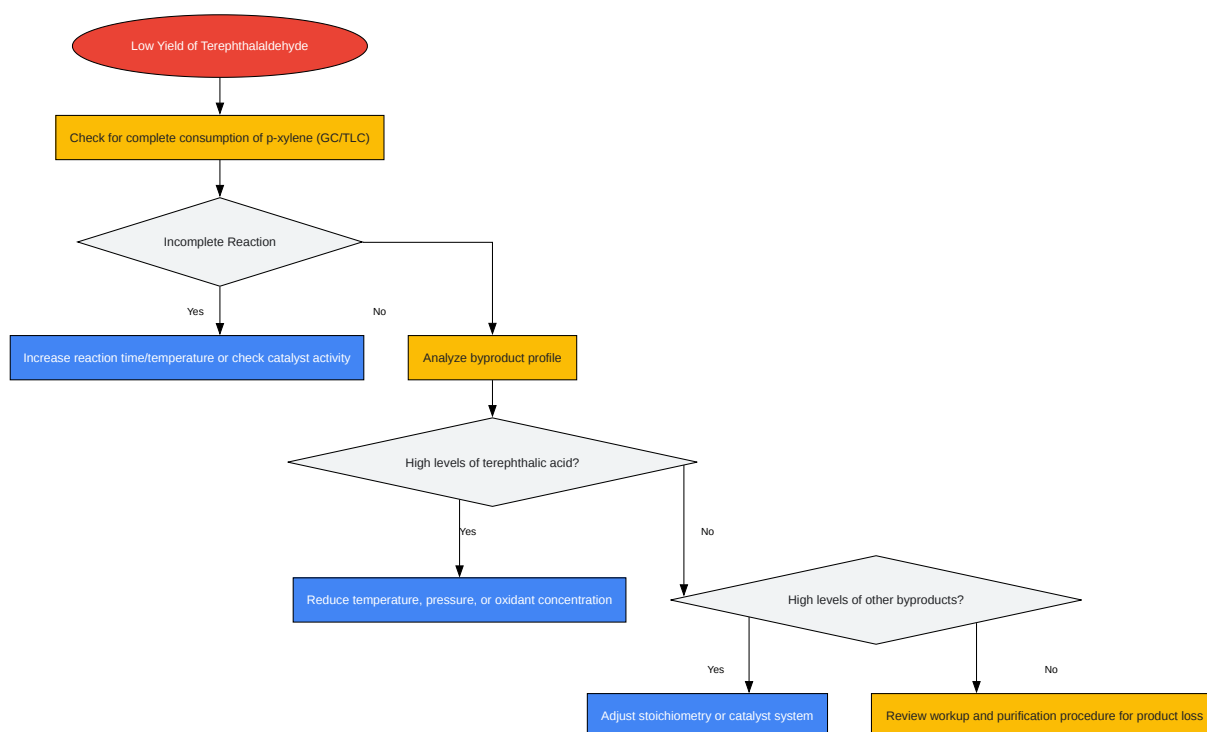 Low Yield of Terephthalaldehyde
Check for complete consumption of p-xylene (GC/TLC)
Incomplete Reaction
Yes
No
Increase reaction time/temperature or check catalyst activity
Analyze byproduct profile
High levels of terephthalic acid?
Yes
No
Reduce temperature, pressure, or oxidant concentration
High levels of other byproducts?
Yes
No
Adjust stoichiometry or catalyst system
Review workup and purification procedure for product loss